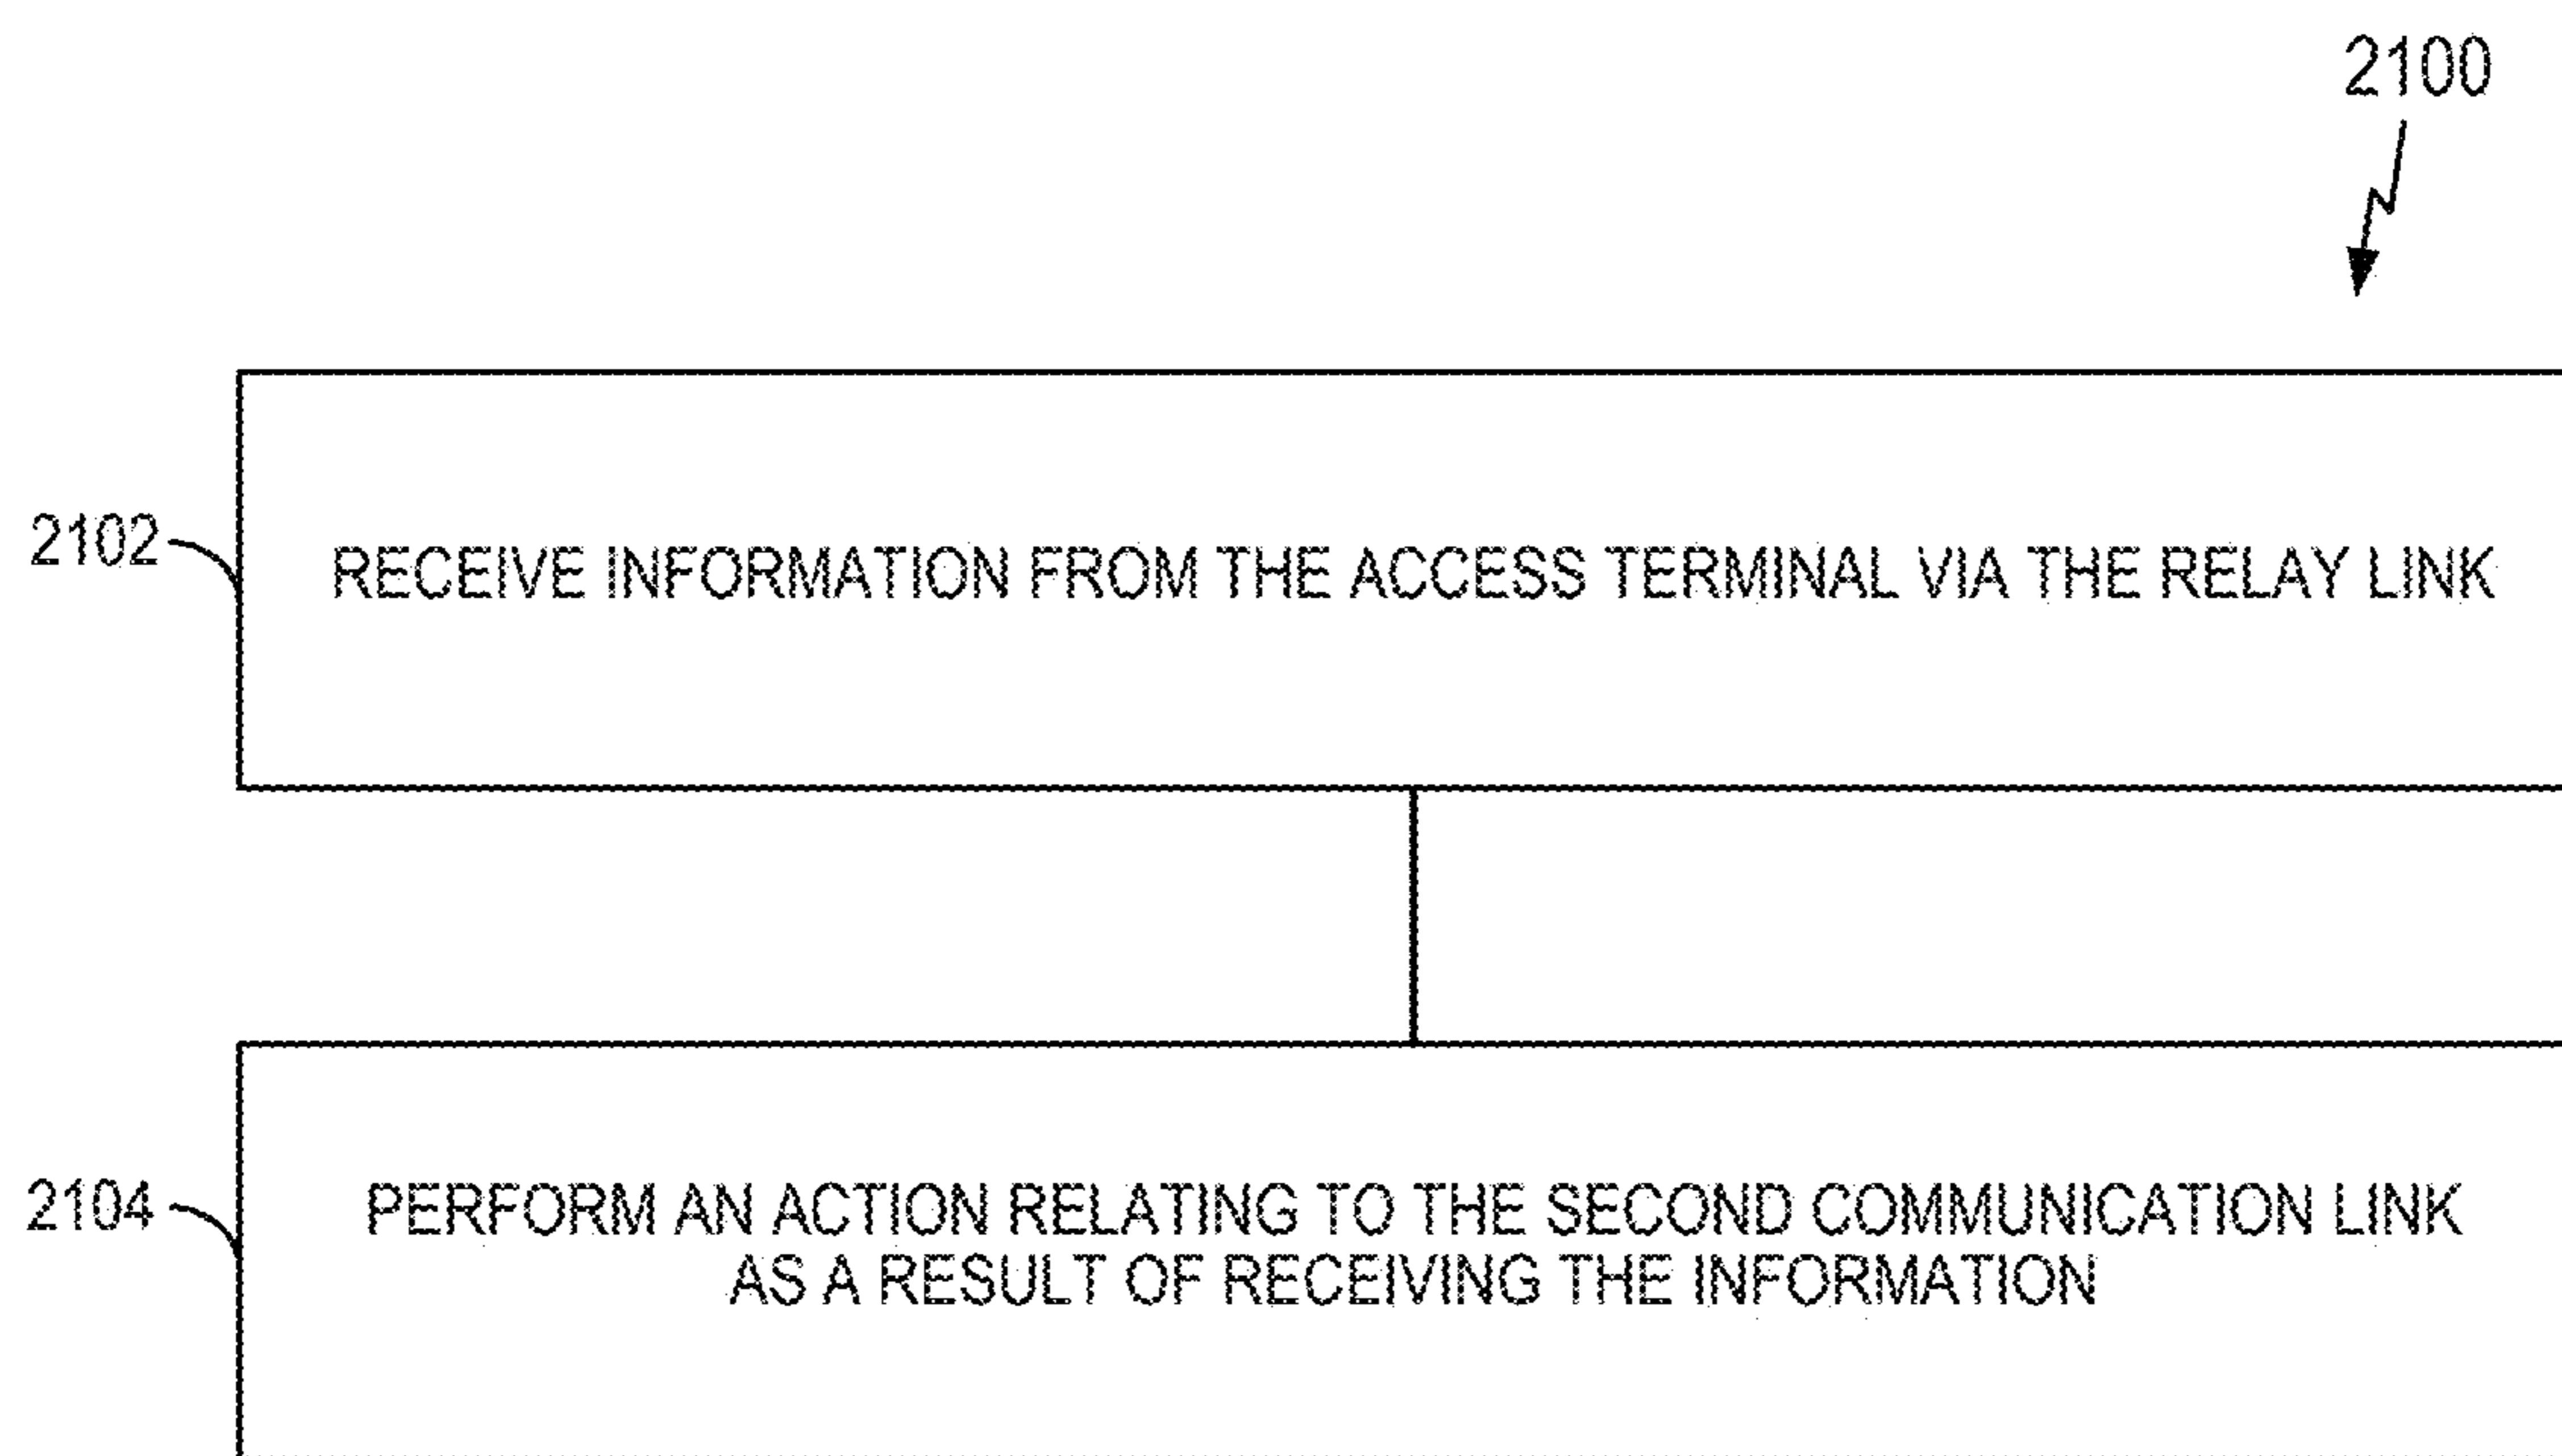 2100
2102
RECEIVE INFORMATION FROM THE ACCESS TERMINAL VIA THE RELAY LINK
2104
PERFORM AN ACTION RELATING TO THE SECOND COMMUNICATION LINK
AS A RESULT OF RECEIVING THE INFORMATION